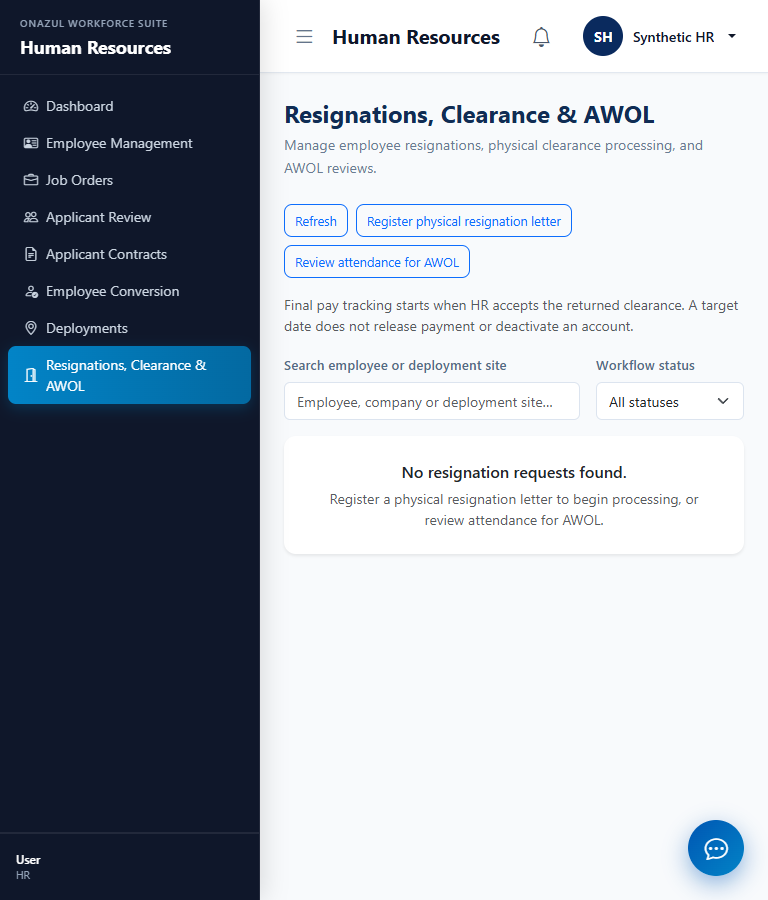 ONAZUL WORKFORCE SUITE
Human Resources
Dashboard
Employee Management
Job Orders
Applicant Review
Applicant Contracts
Employee Conversion
Deployments
Resignations, Clearance &
AWOL
User
HR
Human Resources
SH
Synthetic HR
Resignations, Clearance & AWOL
Manage employee resignations, physical clearance processing, and
AWOL reviews.
Refresh
Register physical resignation letter
Review attendance for AWOL
Final pay tracking starts when HR accepts the returned clearance. A target
date does not release payment or deactivate an account.
Search employee or deployment site
Employee, company or deployment site...
Workflow status
All statuses
No resignation requests found.
Register a physical resignation letter to begin processing, or
review attendance for AWOL.